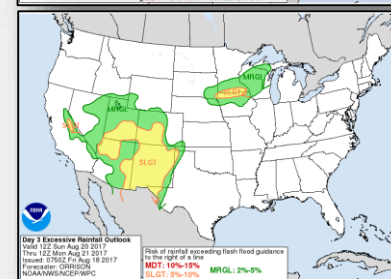 MRGL
SLGT
MRGL
SLGT
SLGT
NOAA
Day 3 Excessive Rainfall Outlook
Valid 12Z Sun Aug 20 2017
Thru 12Z Mon Aug 21 2017
Issued: 0750Z Fri Aug 18 2017
Forecaster: ORRISON
NOAA/NWS/NCEP/WPC
Risk of rainfall exceeding flash flood guidance
to the right of a line
MDT: 10%-15%
SLGT: 5%-10%
MRGL: 2%-5%